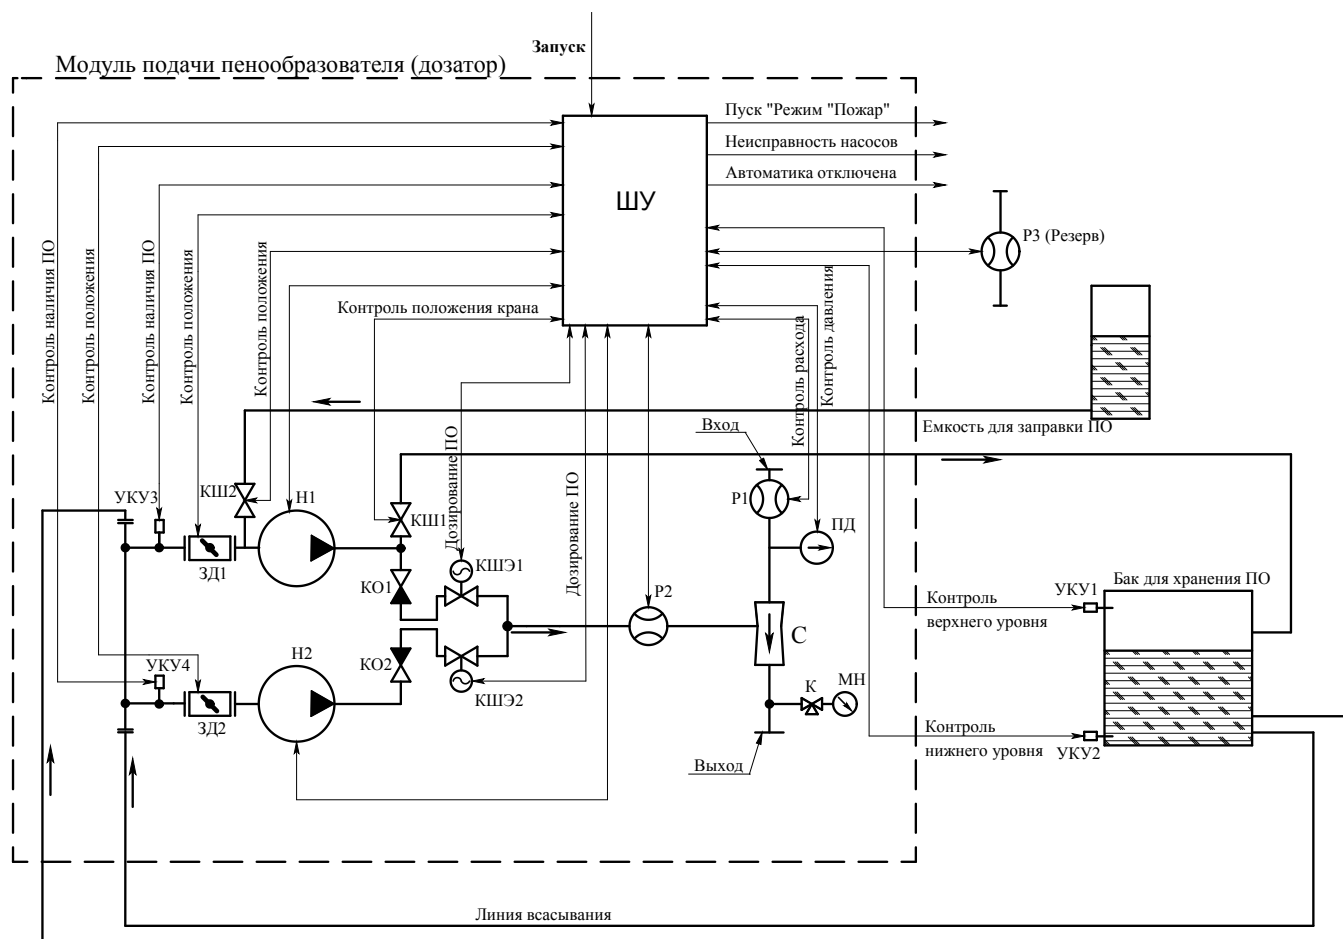 Запуск
Модуль подачи пенообразователя (дозатор)
Пуск "Режим "Пожар"
Неисправность насосов
Автоматика отключена
ШУ
Р3 (Резерв)
Контроль наличия ПО
Контроль положения
Контроль наличия ПО
Контроль положения
Контроль положения
Контроль положения крана
Контроль расхода
Контроль давления
Емкость для заправки ПО
Вход
Дозирование ПО
Дозирование ПО
УКУ3
КШ2
Н1
КШ1
Р1
ПД
ЗД1
КО1
КШЭ1
Р2
С
Бак для хранения ПО
УКУ1
Контроль
верхнего уровня
УКУ4
Н2
КО2
КШЭ2
К
МН
ЗД2
Контроль
нижнего уровня
УКУ2
Выход
Линия всасывания